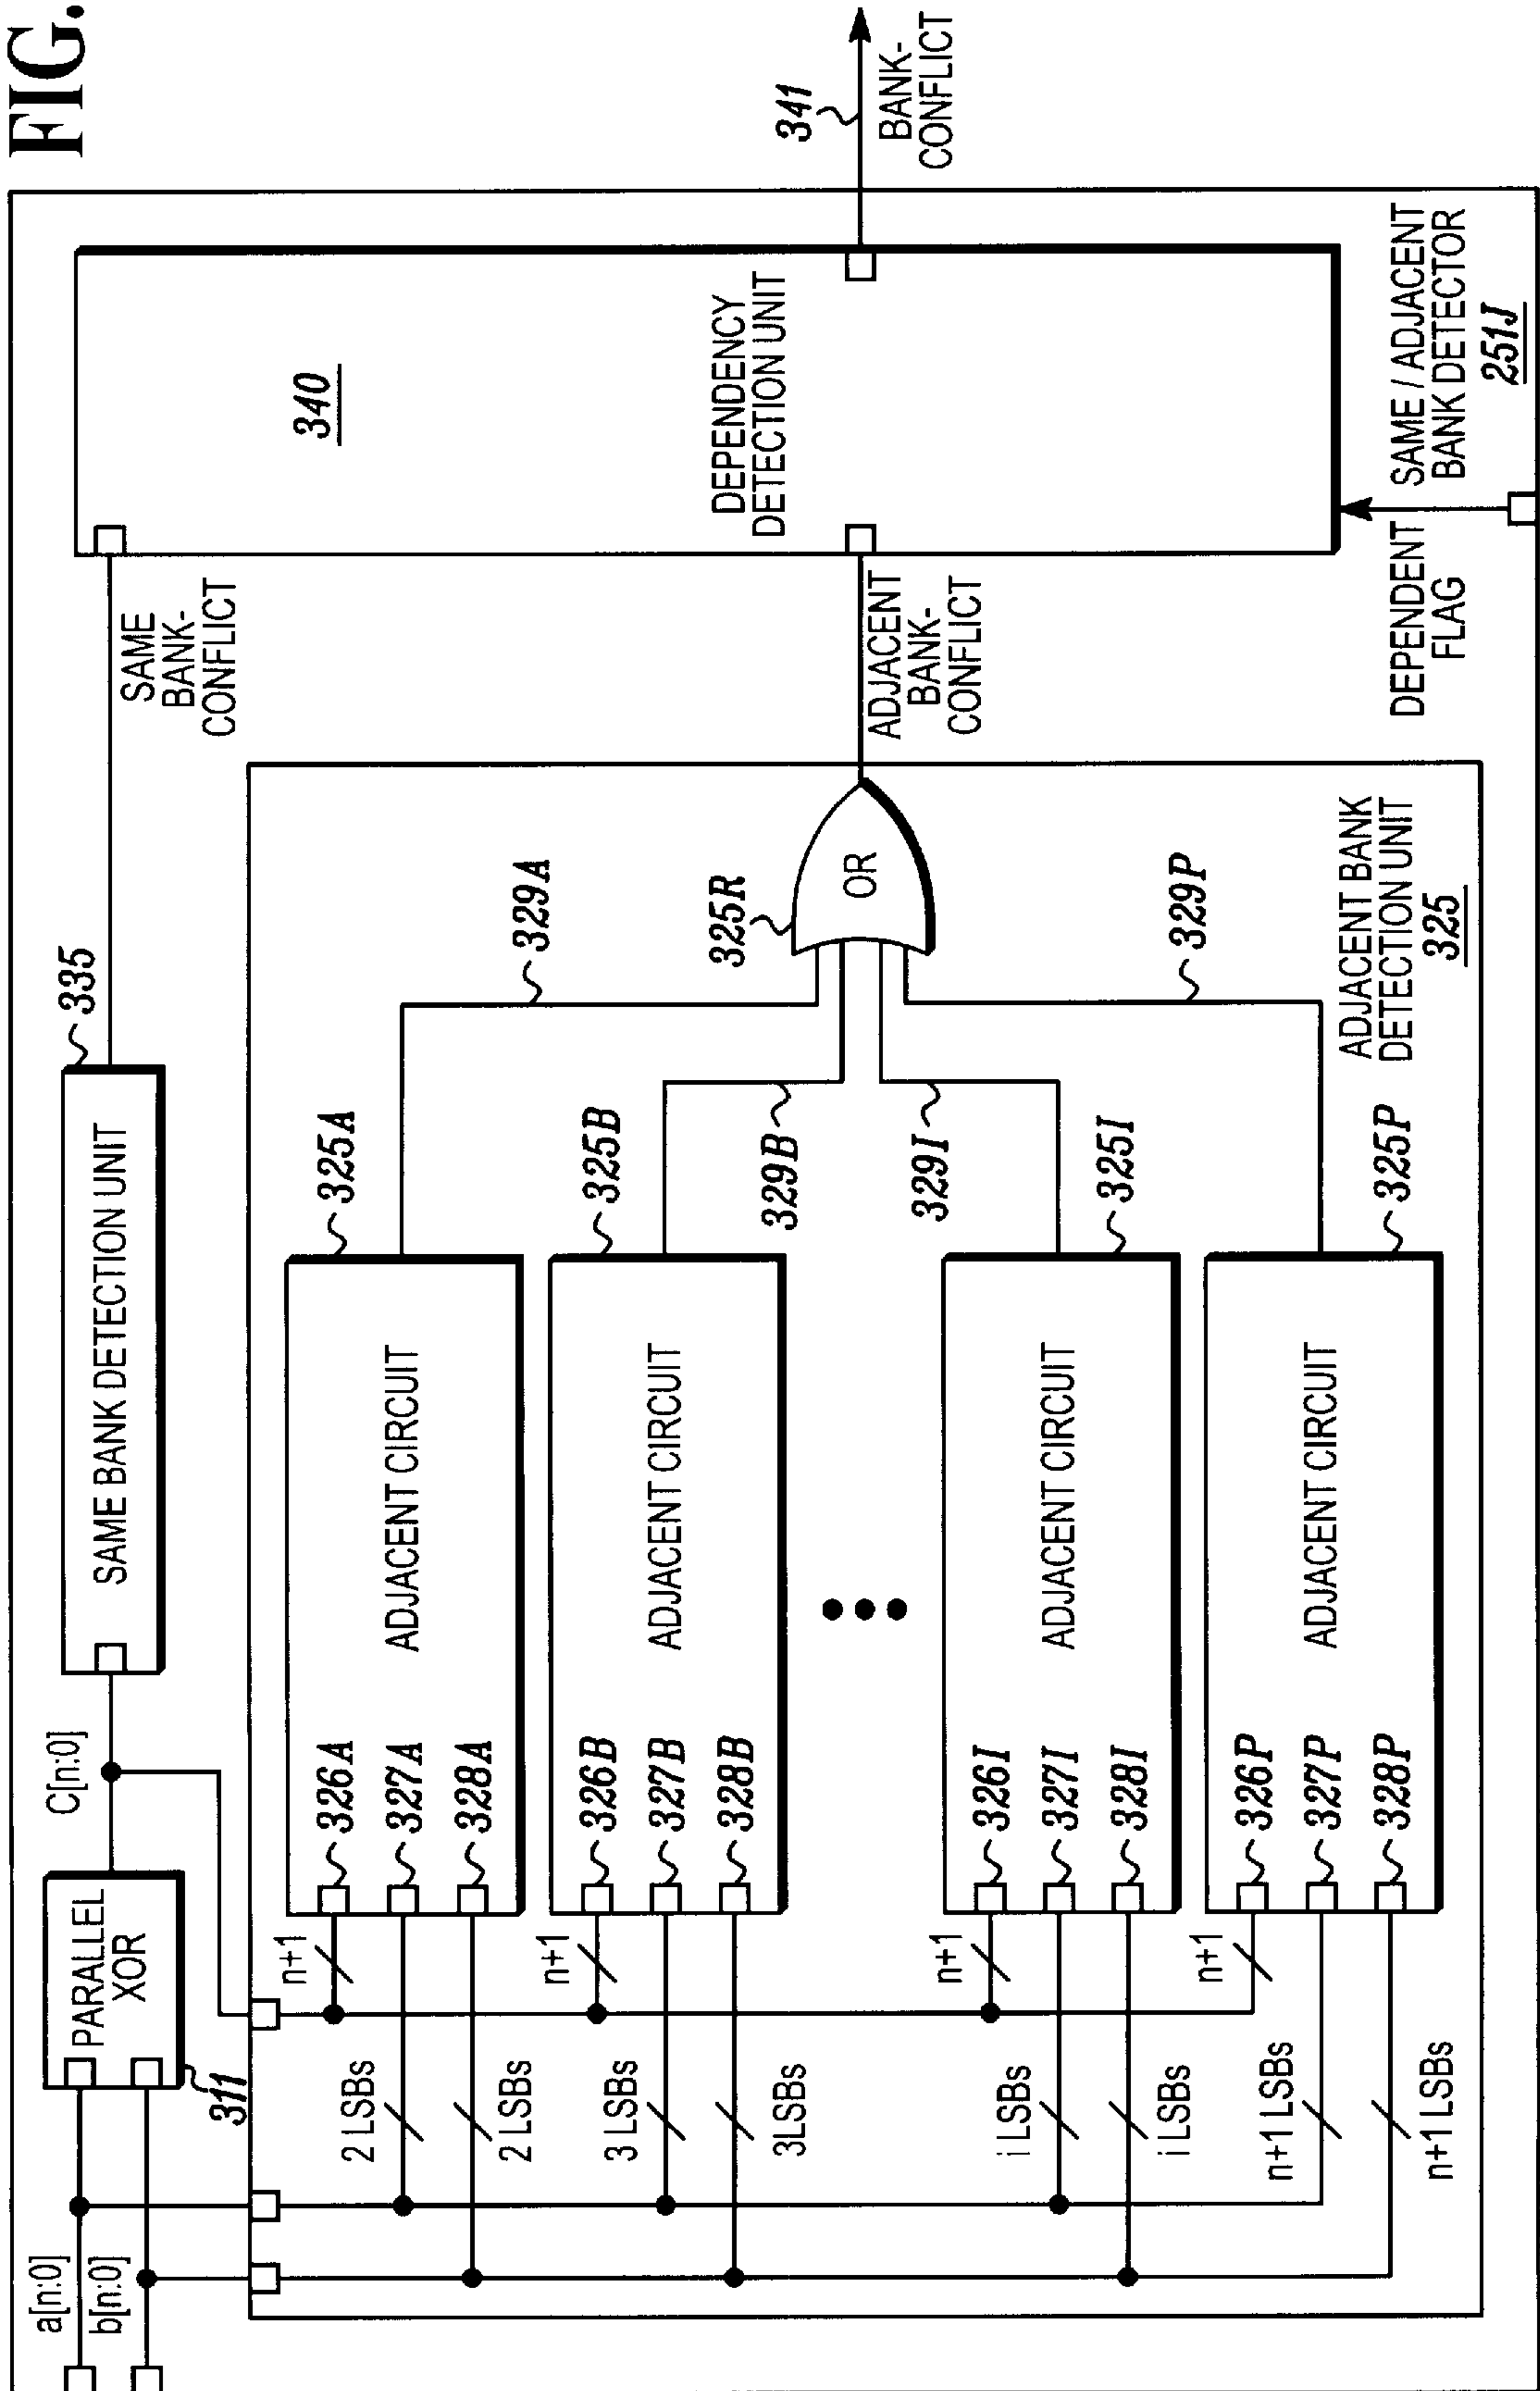 FIG.
a[n:0]
b[n:0]
PARALLEL
XOR
311
C[n:0]
SAME BANK DETECTION UNIT
335
SAME
BANK-
CONFLICT
340
DEPENDENCY
DETECTION UNIT
341
BANK-
CONFLICT
2 LSBs
2 LSBs
n+1
326A
327A
328A
ADJACENT CIRCUIT
325A
329A
3 LSBs
3LSBs
n+1
326B
327B
328B
ADJACENT CIRCUIT
325B
329B
325R
OR
ADJACENT
BANK-
CONFLICT
i LSBs
i LSBs
n+1
326I
327I
328I
ADJACENT CIRCUIT
325I
329I
n+1 LSBs
n+1 LSBs
n+1
326P
327P
328P
ADJACENT CIRCUIT
325P
329P
ADJACENT BANK
DETECTION UNIT
325
DEPENDENT
FLAG
SAME / ADJACENT
BANK DETECTOR
251J